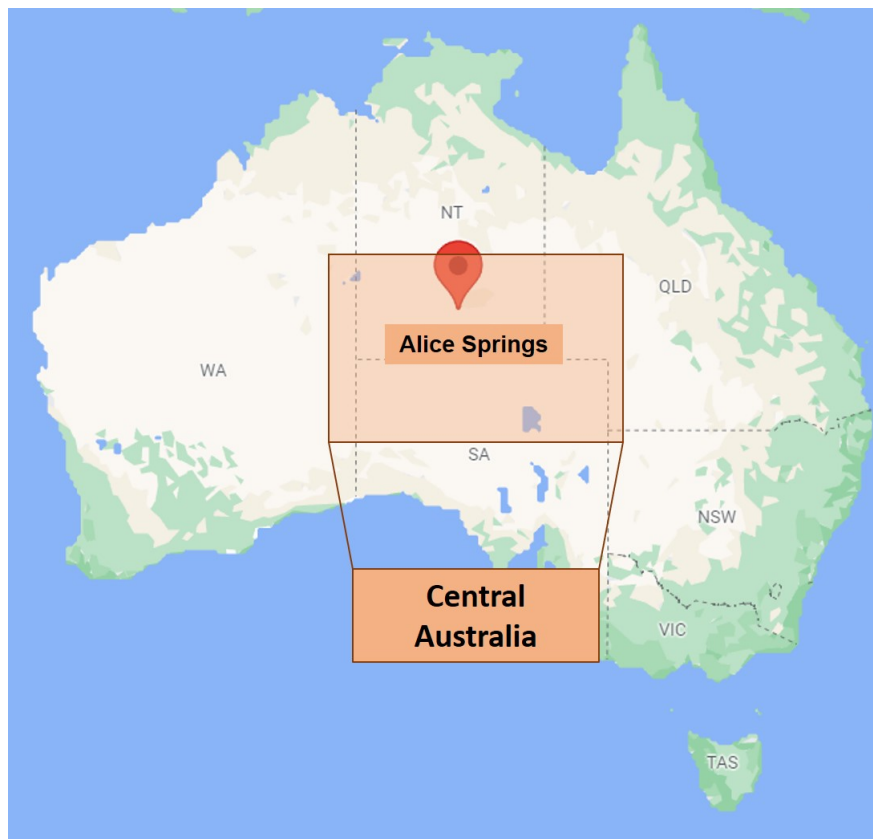 NT
QLD
Alice Springs
WA
SA
NSW
Central
Australia
VIC
TAS